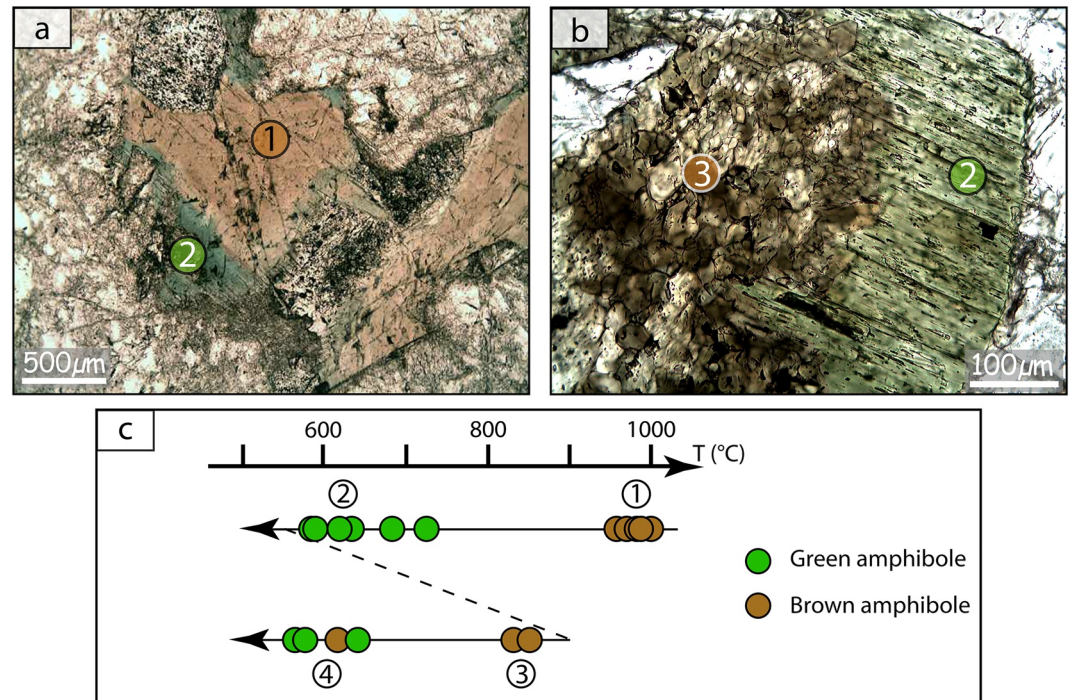 a
b
1
2
3
2
500µm
100µm
c
600 800 1000
T (°C)
2 1
Green amphibole
Brown amphibole
4 3